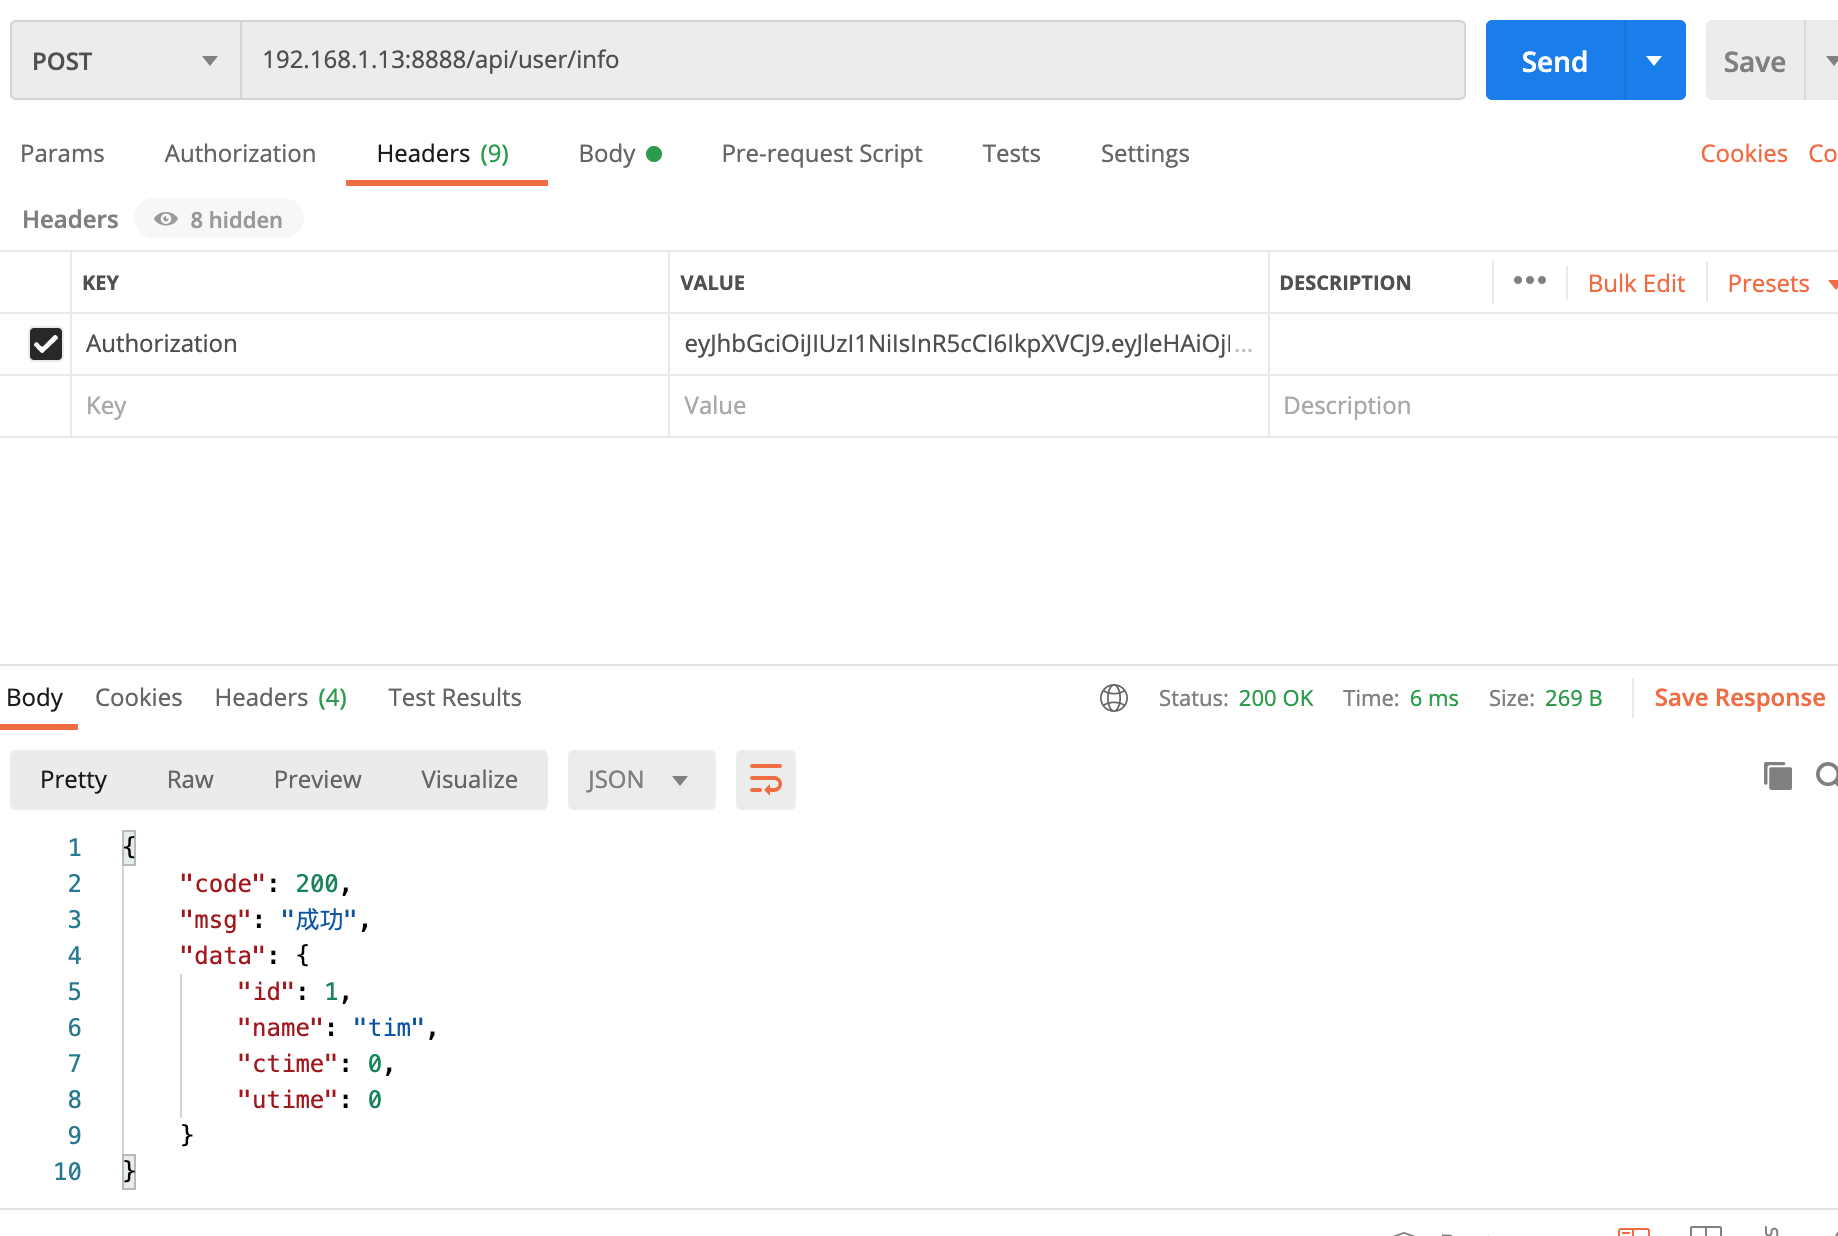 POST 192.168.1.13:8888/api/user/info Send Save
Params Authorization Headers (9) Body Pre-request Script Tests Settings Cookies Co
Headers 8 hidden
KEY VALUE DESCRIPTION ••• Bulk Edit Presets
Authorization eyJhbGciOiJIUzI1NiIsInR5cCI6IkpXVCJ9.eyJleHAiOjI...
Key Value Description
Body Cookies Headers (4) Test Results Status: 200 OK Time: 6 ms Size: 269 B Save Response
Pretty Raw Preview Visualize JSON
1 {
2 "code": 200,
3 "msg": "成功",
4 "data": {
5 "id": 1,
6 "name": "tim",
7 "ctime": 0,
8 "utime": 0
9 }
10 }